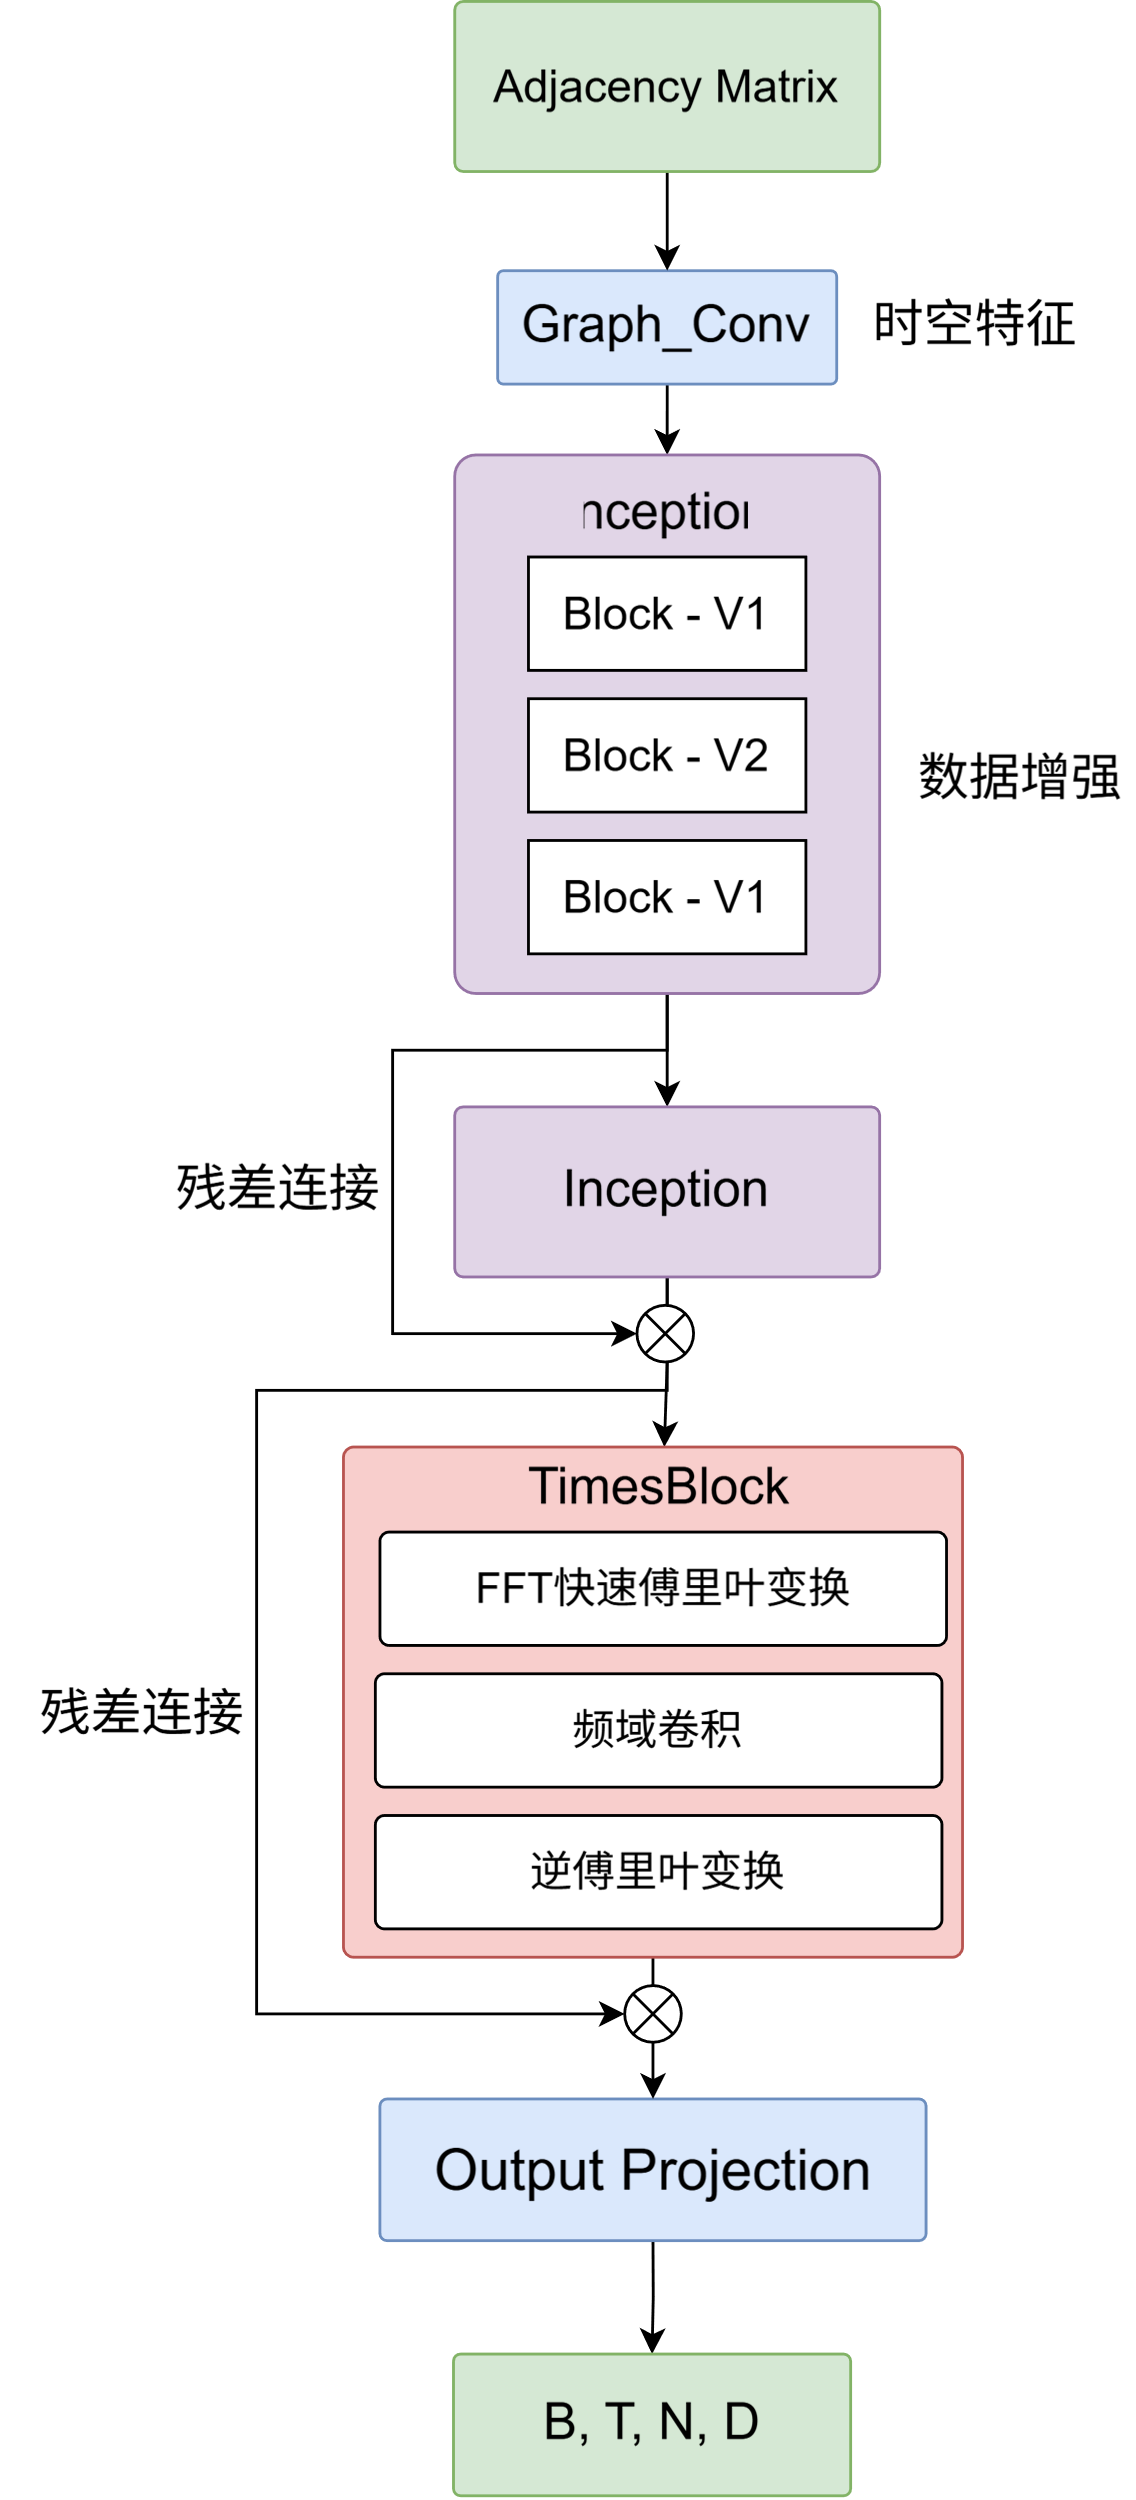 Adjacency Matrix
Graph_Conv
时空特征
nception
Block - V1
Block - V2
数据增强
Block - V1
残差连接
Inception
TimesBlock
FFT快速傅里叶变换
残差连接
频域卷积
逆傅里叶变换
Output Projection
B, T, N, D